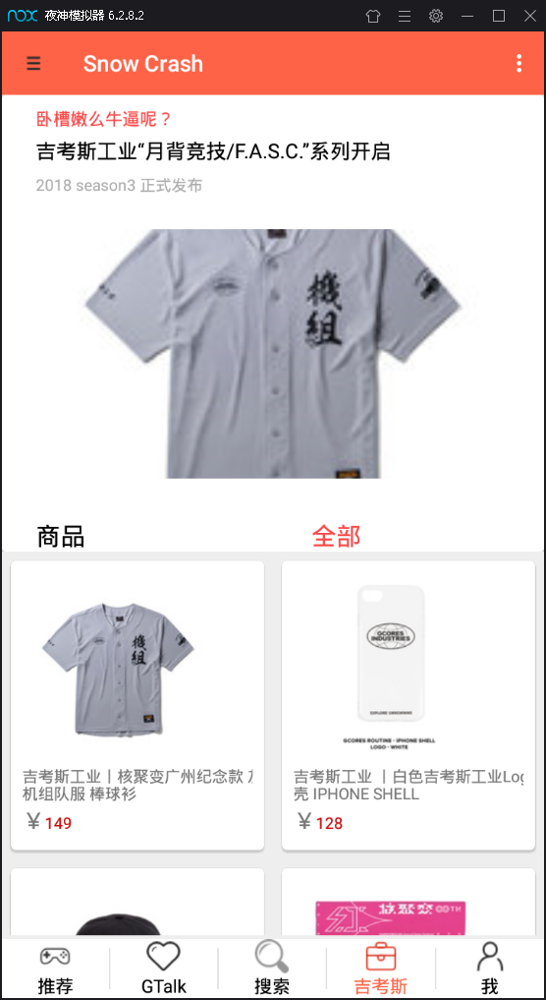 nox 夜神模拟器 6.2.8.2
Snow Crash
卧槽嫩么牛逼呢？
吉考斯工业“月背竞技/F.A.S.C.”系列开启
2018 season3 正式发布
機
組
商品
全部
機
組
GCORES
INDUSTRIES
EXPLORE SOMEWHERE
GCORES ROUTINE - IPHONE SHELL
LOGO - WHITE
吉考斯工业丨核聚变广州纪念款
机组队服 棒球衫
￥149
吉考斯工业 丨白色吉考斯工业Log
壳 IPHONE SHELL
￥128
核聚变
推荐
GTalk
搜索
吉考斯
我